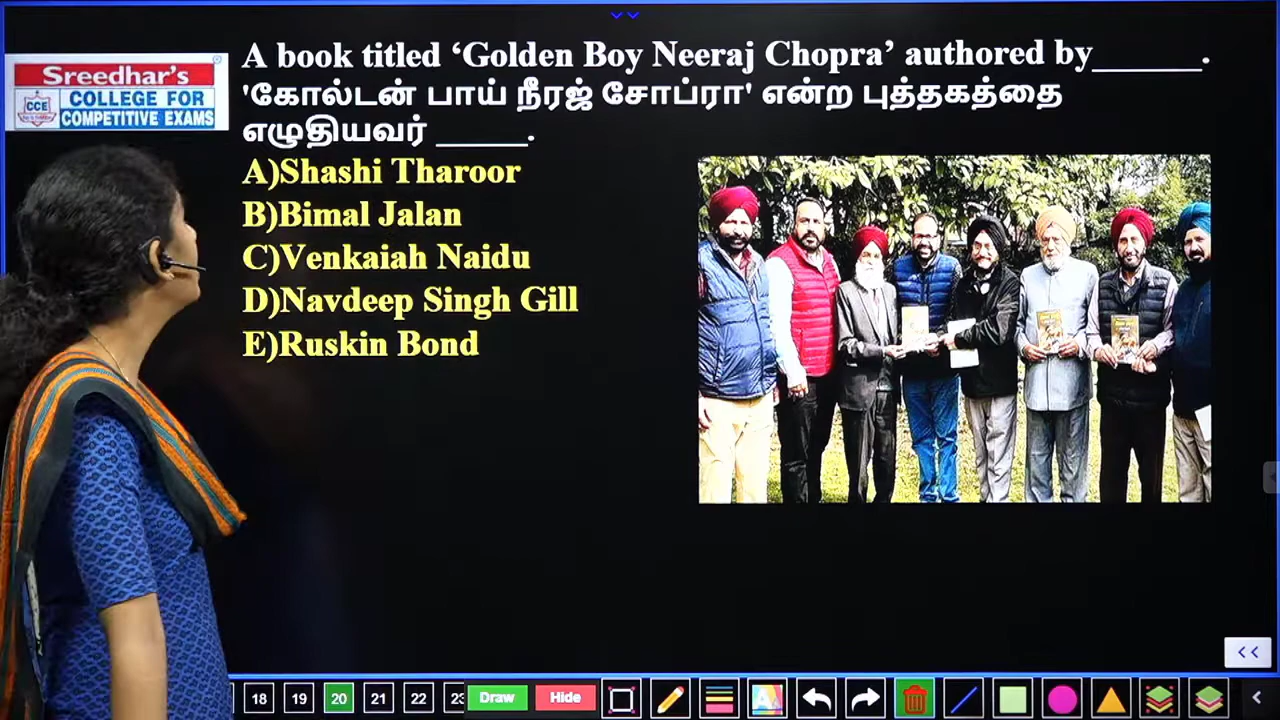 A book titled ‘Golden Boy Neeraj Chopra’ authored by_______.
'கோல்டன் பாய் நீரஜ் சோப்ரா' என்ற புத்தகத்தை
எழுதியவர் ______.
Sreedhar's
CCE
COLLEGE FOR
COMPETITIVE EXAMS
A)Shashi Tharoor
B)Bimal Jalan
C)Venkaiah Naidu
D)Navdeep Singh Gill
E)Ruskin Bond
<<
18 19 20 21 22 23 Draw Hide